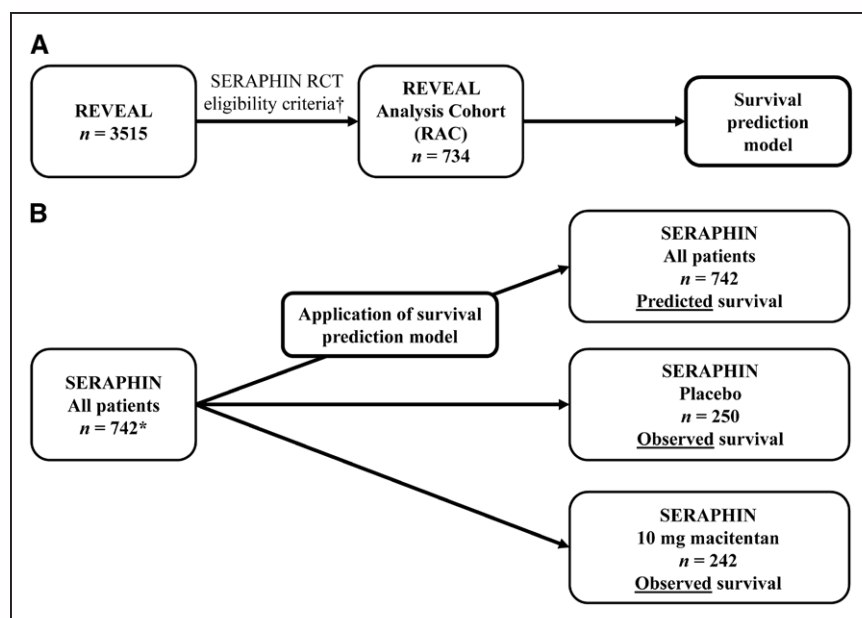 A
REVEAL
n = 3515
SERAPHIN RCT
eligibility criteria†
REVEAL
Analysis Cohort
(RAC)
n = 734
Survival
prediction
model
B
SERAPHIN
All patients
n = 742*
Application of survival
prediction model
SERAPHIN
All patients
n = 742
Predicted survival
SERAPHIN
Placebo
n = 250
Observed survival
SERAPHIN
10 mg macitentan
n = 242
Observed survival